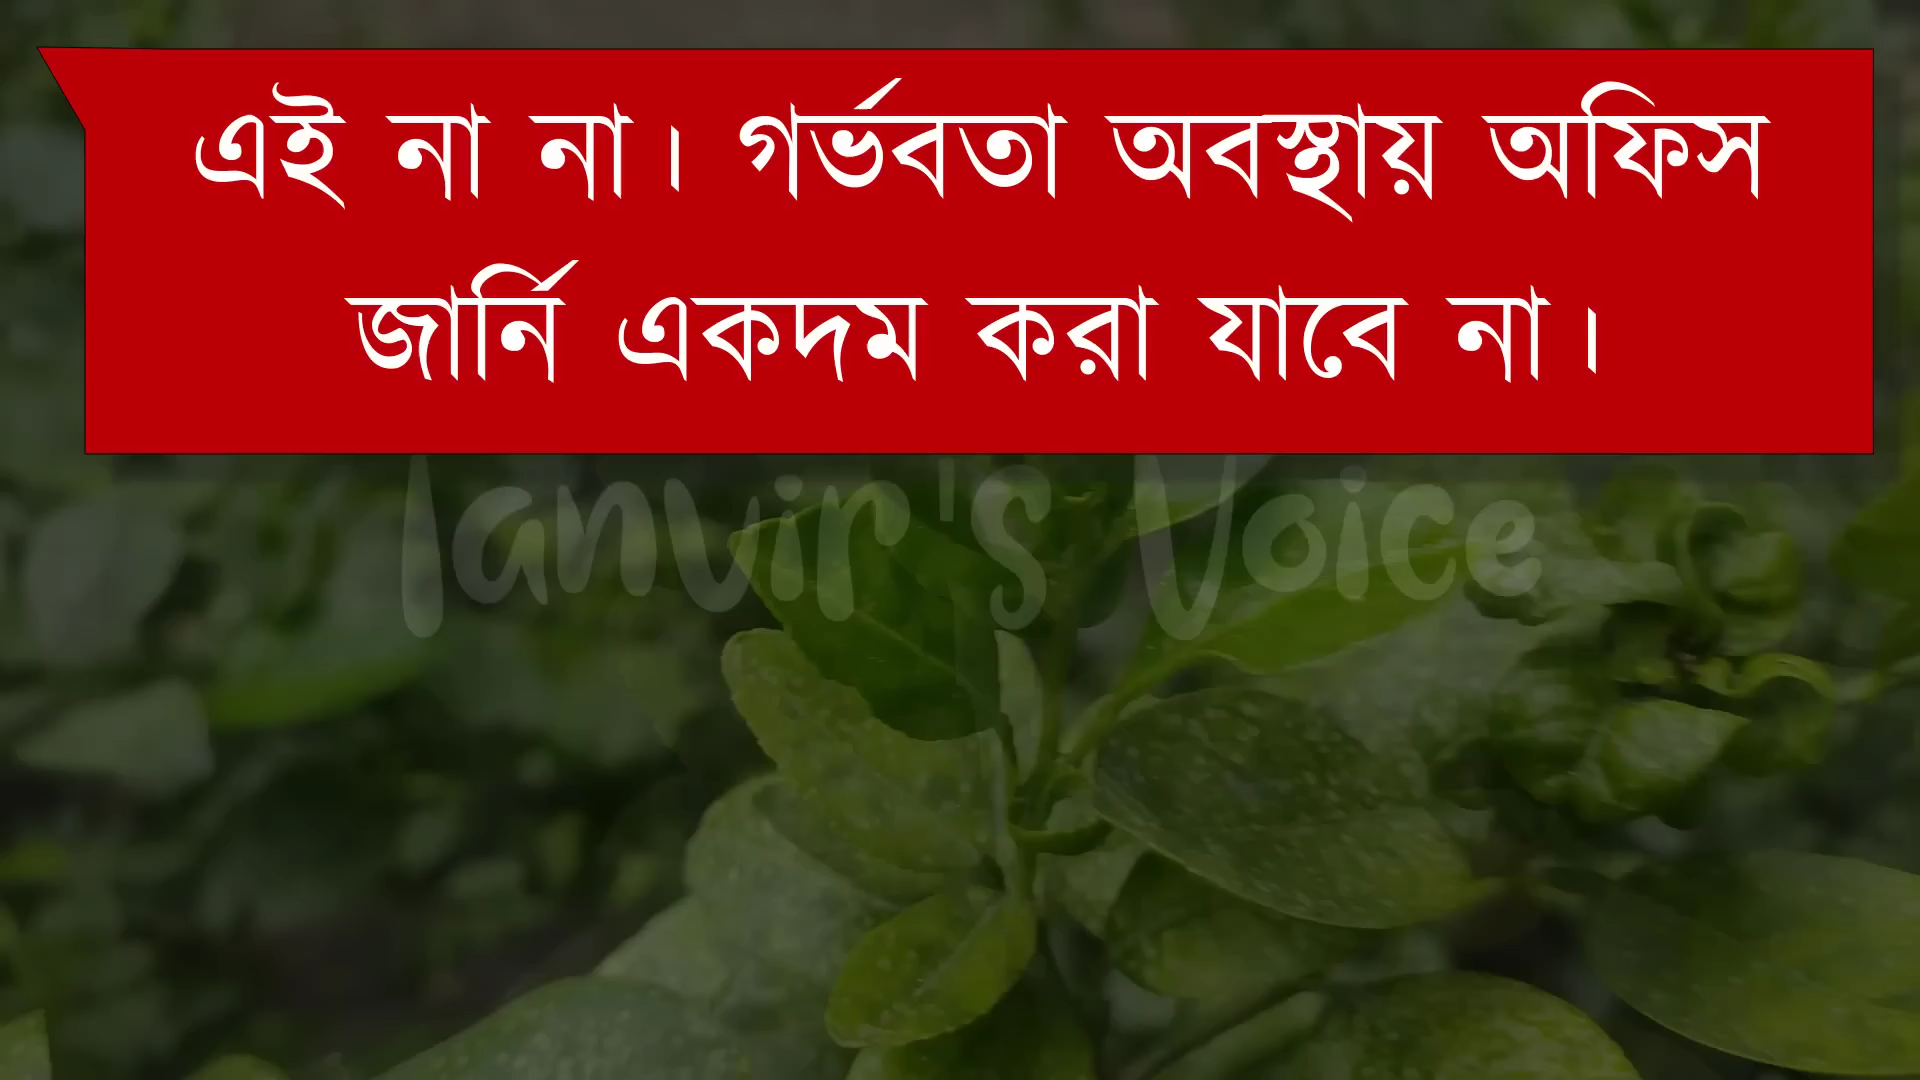 এই না না। গর্ভবতা অবস্থায় অফিস
জার্নি একদম করা যাবে না।
Tanvir's Voice